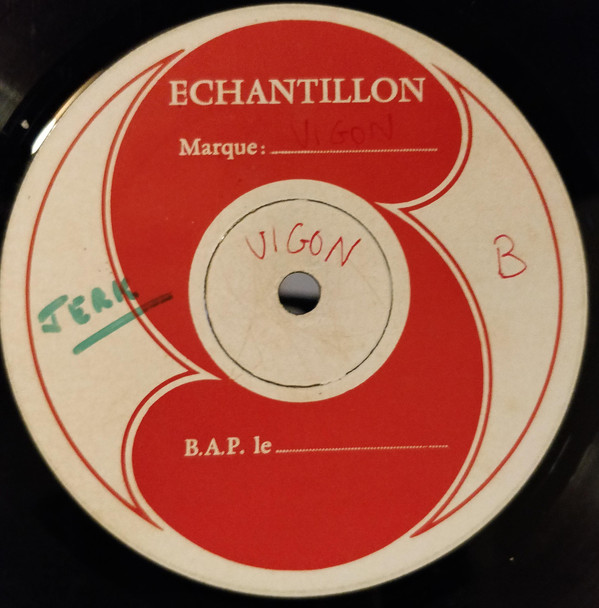 ECHANTILLON
Marque: VIGON
VIGON
B
JERK
B.A.P. le